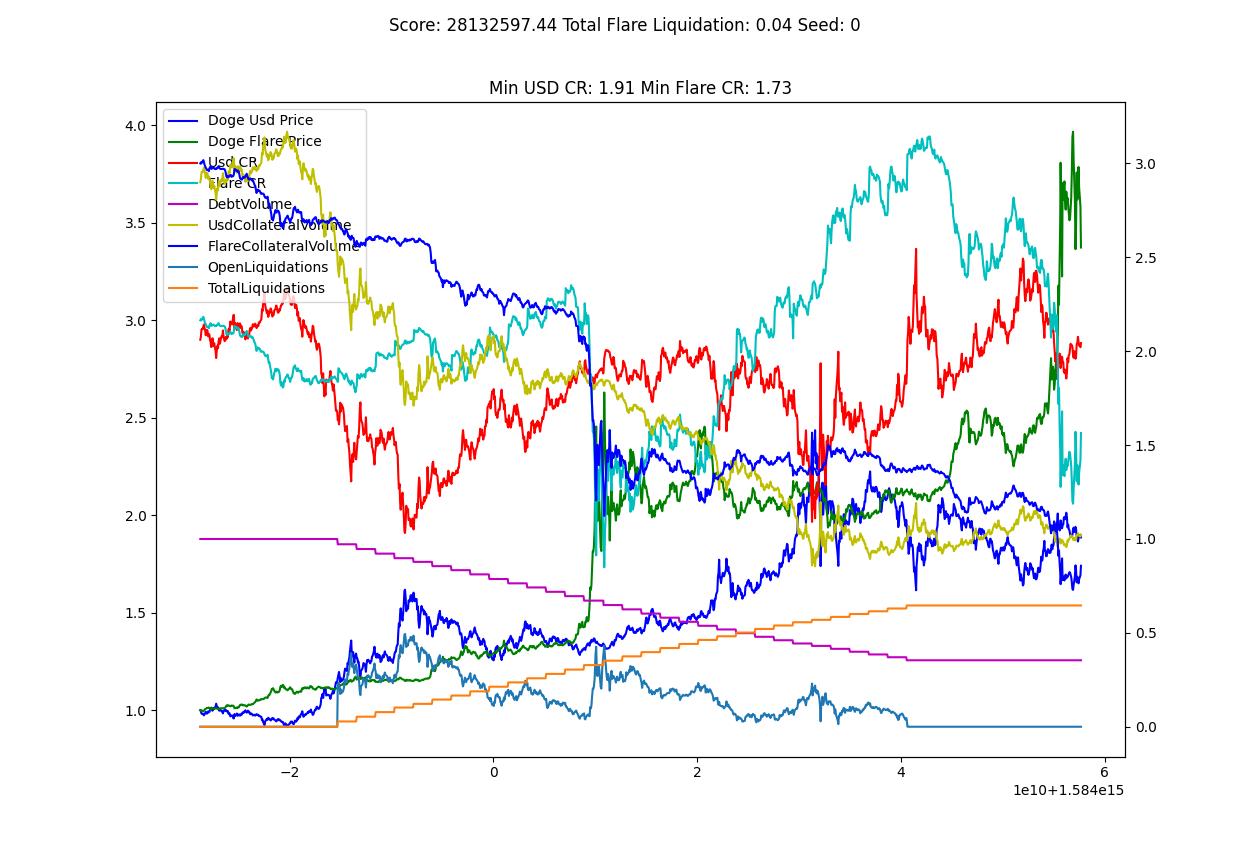 Score: 28132597.44 Total Flare Liquidation: 0.04 Seed: 0
Min USD CR: 1.91 Min Flare CR: 1.73
Doge Usd Price
Doge Flare Price
Usd CR
Flare CR
DebtVolume
UsdCollateralVolume
FlareCollateralVolume
OpenLiquidations
TotalLiquidations
4.0
3.5
3.0
2.5
2.0
1.5
1.0
3.0
2.5
2.0
1.5
1.0
0.5
0.0
−2 0 2 4 6
1e10+1.584e15